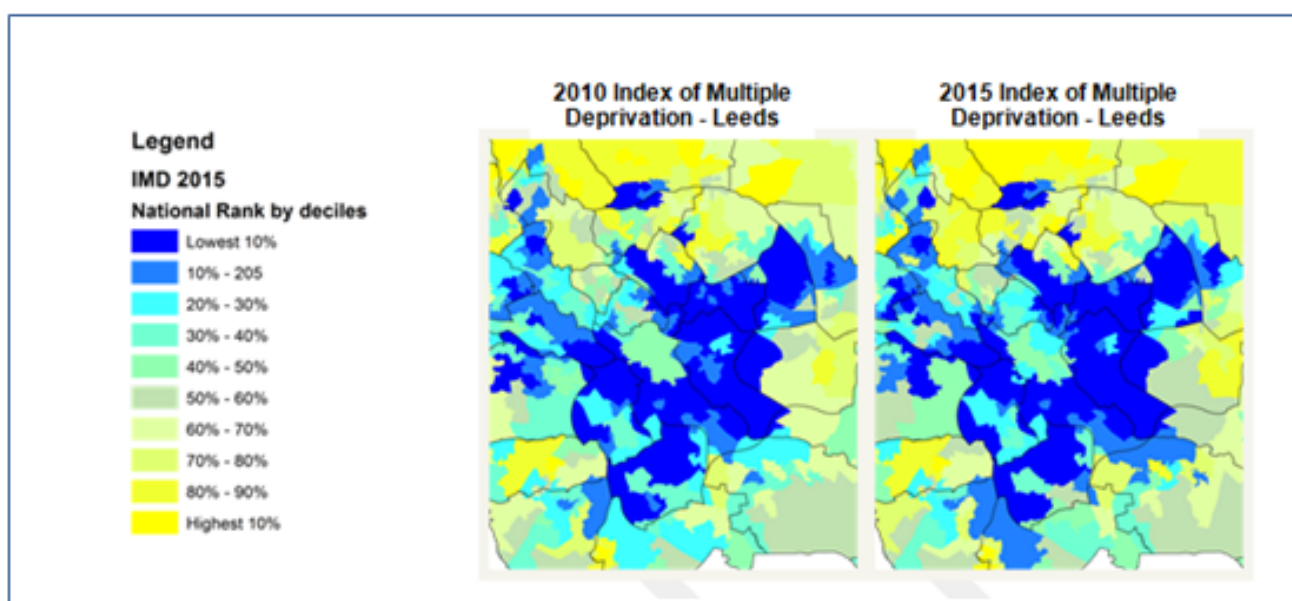 2010 Index of Multiple
Deprivation - Leeds
2015 Index of Multiple
Deprivation - Leeds
Legend
IMD 2015
National Rank by deciles
Lowest 10%
10% - 205
20% - 30%
30% - 40%
40% - 50%
50% - 60%
60% - 70%
70% - 80%
80% - 90%
Highest 10%